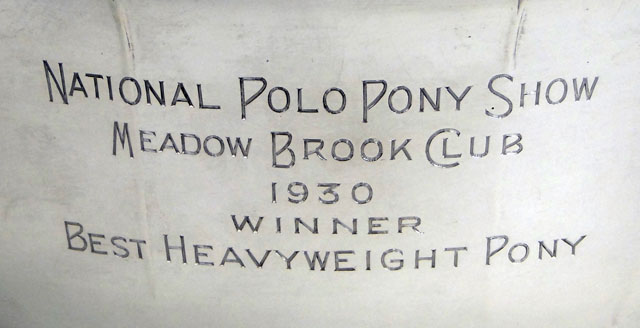 National Polo Pony Show
Meadow Brook Club
1930
WINNER
Best Heavyweight Pony